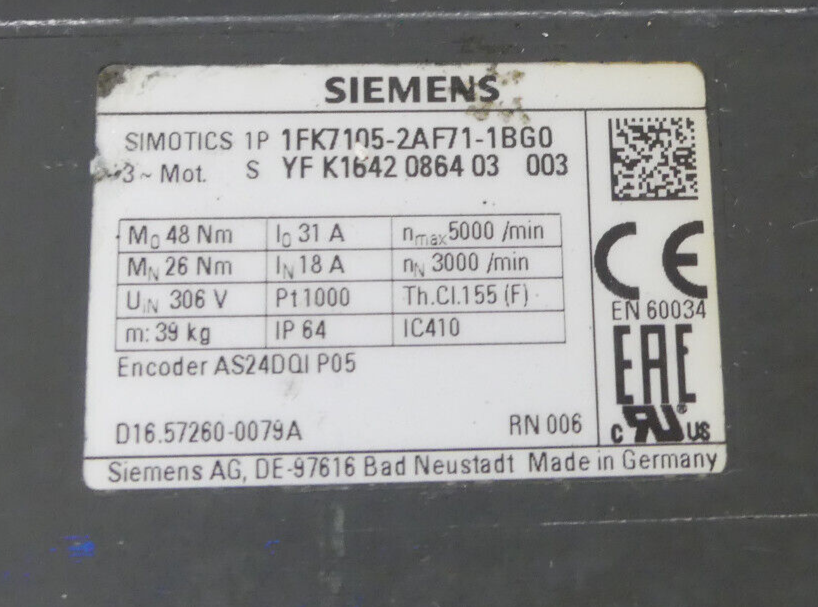 SIEMENS
SIMOTICS 1P 1FK7105-2AF71-1BG0
3~ Mot. S YF K1642 0864 03 003
M0 48 Nm I0 31 A nmax 5000 /min
MN 26 Nm IN 18 A nN 3000 /min
UIN 306 V Pt1000 Th.Cl.155 (F)
m: 39 kg IP 64 IC410
Encoder AS24DQI P05
D16.57260-0079A RN 006
CE
EN 60034
EAC
c RU® US
Siemens AG, DE-97616 Bad Neustadt Made in Germany